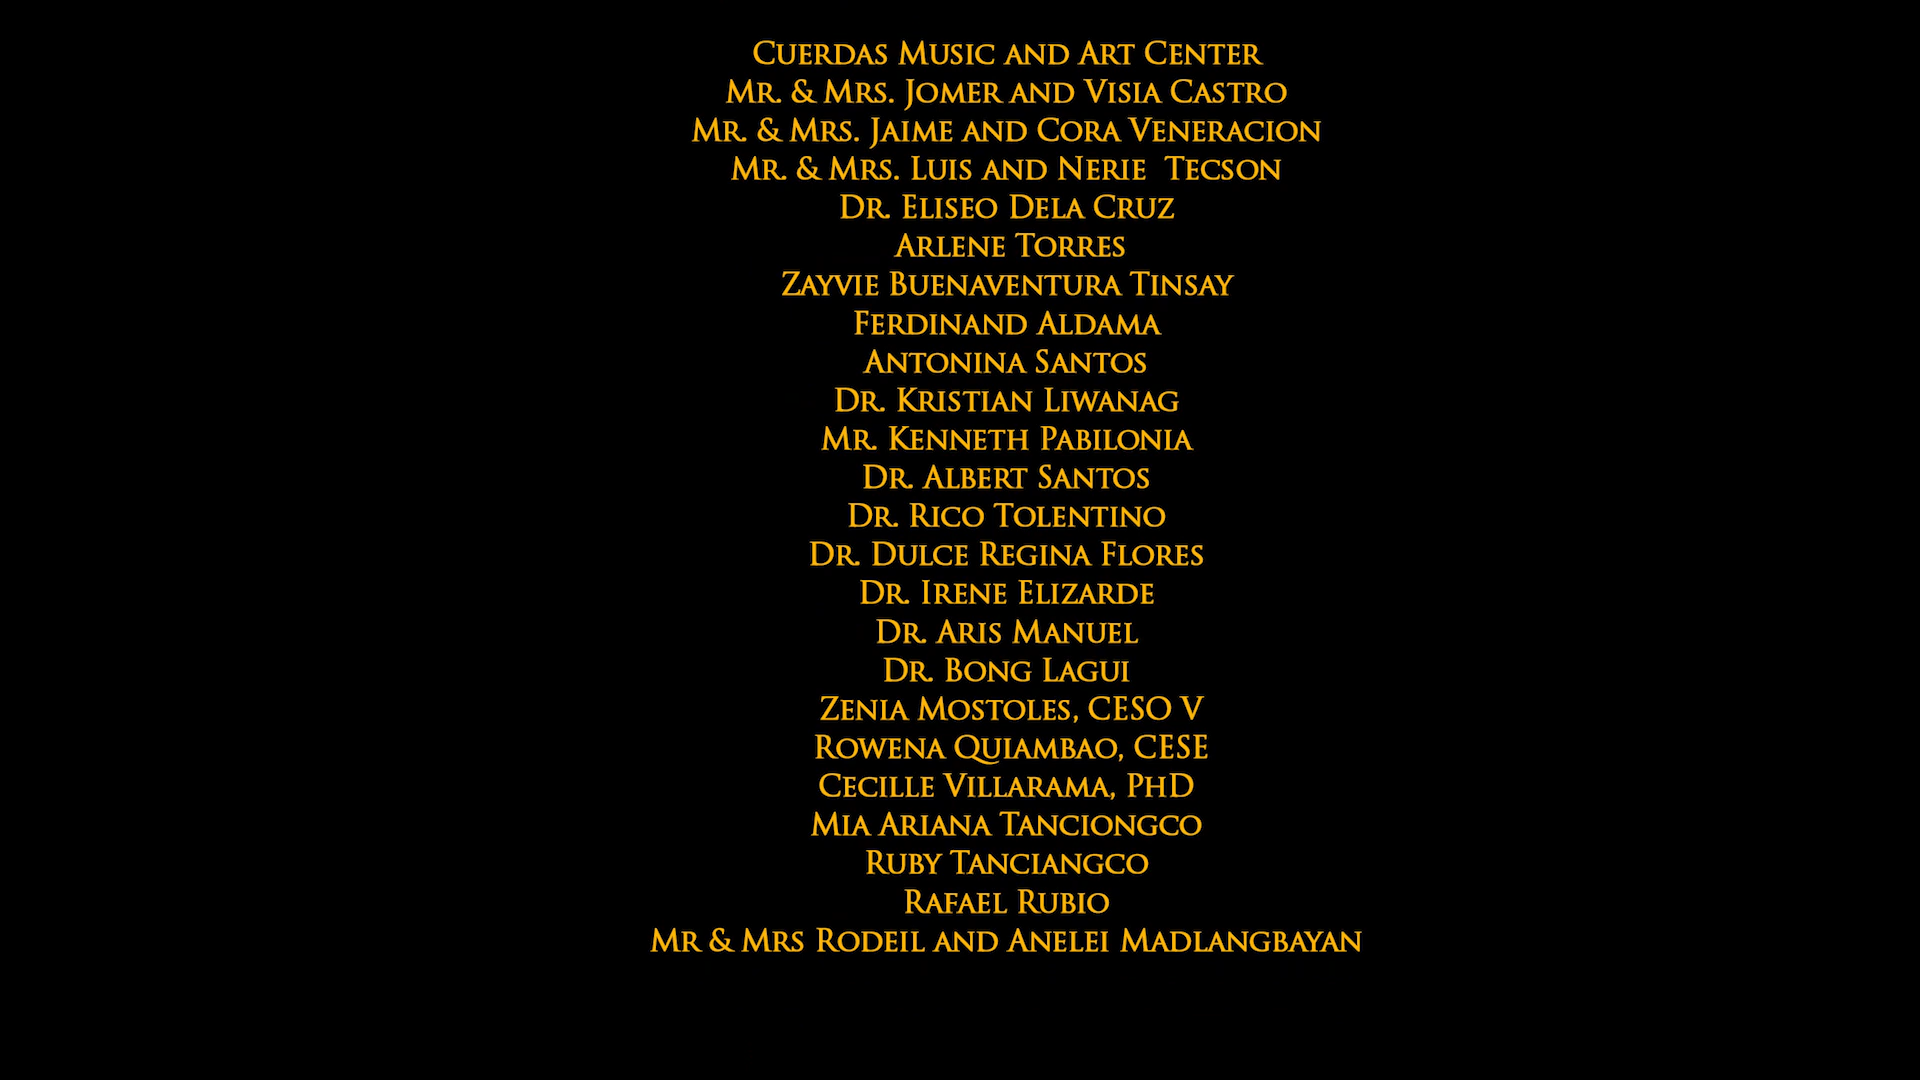 Cuerdas Music and Art Center
Mr. & Mrs. Jomer and Visia Castro
Mr. & Mrs. Jaime and Cora Veneracion
Mr. & Mrs. Luis and Nerie  Tecson
Dr. Eliseo Dela Cruz
Arlene Torres
Zayvie Buenaventura Tinsay
Ferdinand Aldama
Antonina Santos
Dr. Kristian Liwanag
Mr. Kenneth Pabilonia
Dr. Albert Santos
Dr. Rico Tolentino
Dr. Dulce Regina Flores
Dr. Irene Elizarde
Dr. Aris Manuel
Dr. Bong Lagui
Zenia Mostoles, CESO V
Rowena Quiambao, CESE
Cecille Villarama, PhD
Mia Ariana Tanciongco
Ruby Tanciangco
Rafael Rubio
Mr & Mrs Rodeil and Anelei Madlangbayan